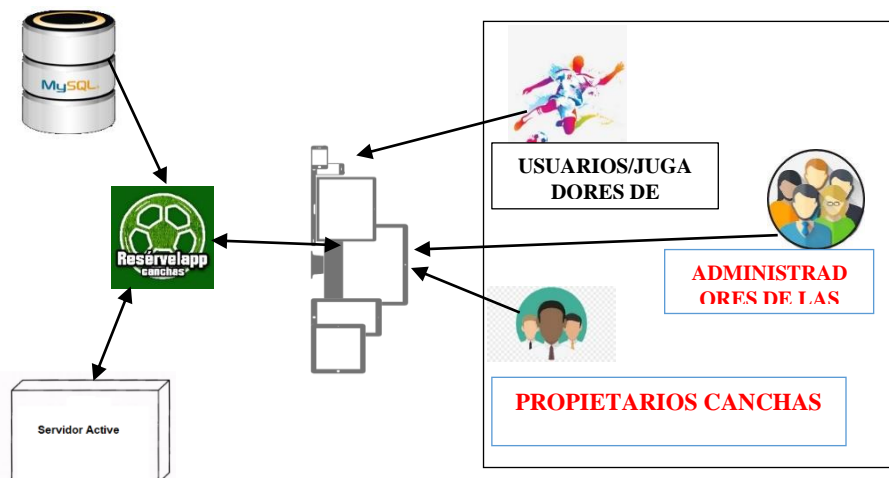 MySQL
USUARIOS/JUGA
DORES DE
Resérvelapp
canchas
ADMINISTRAD
ORES DE LAS
PROPIETARIOS CANCHAS
Servidor Active